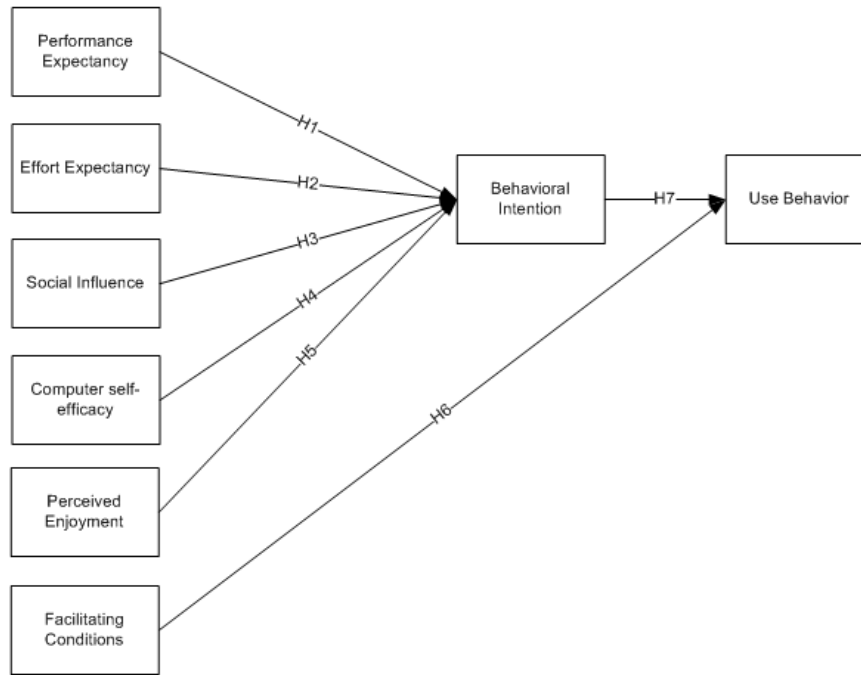 Performance
Expectancy
H1
Effort Expectancy
H2
Behavioral
Intention
H7
Use Behavior
Social Influence
H3
Computer self-
efficacy
H4
H5
H6
Perceived
Enjoyment
Facilitating
Conditions